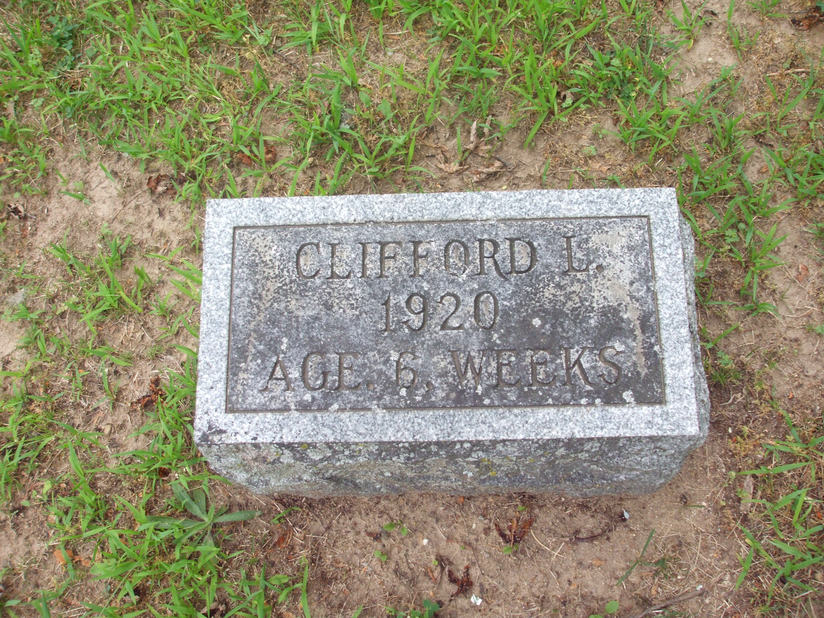 CLIFFORD L.
1920
AGE. 6, WEEKS